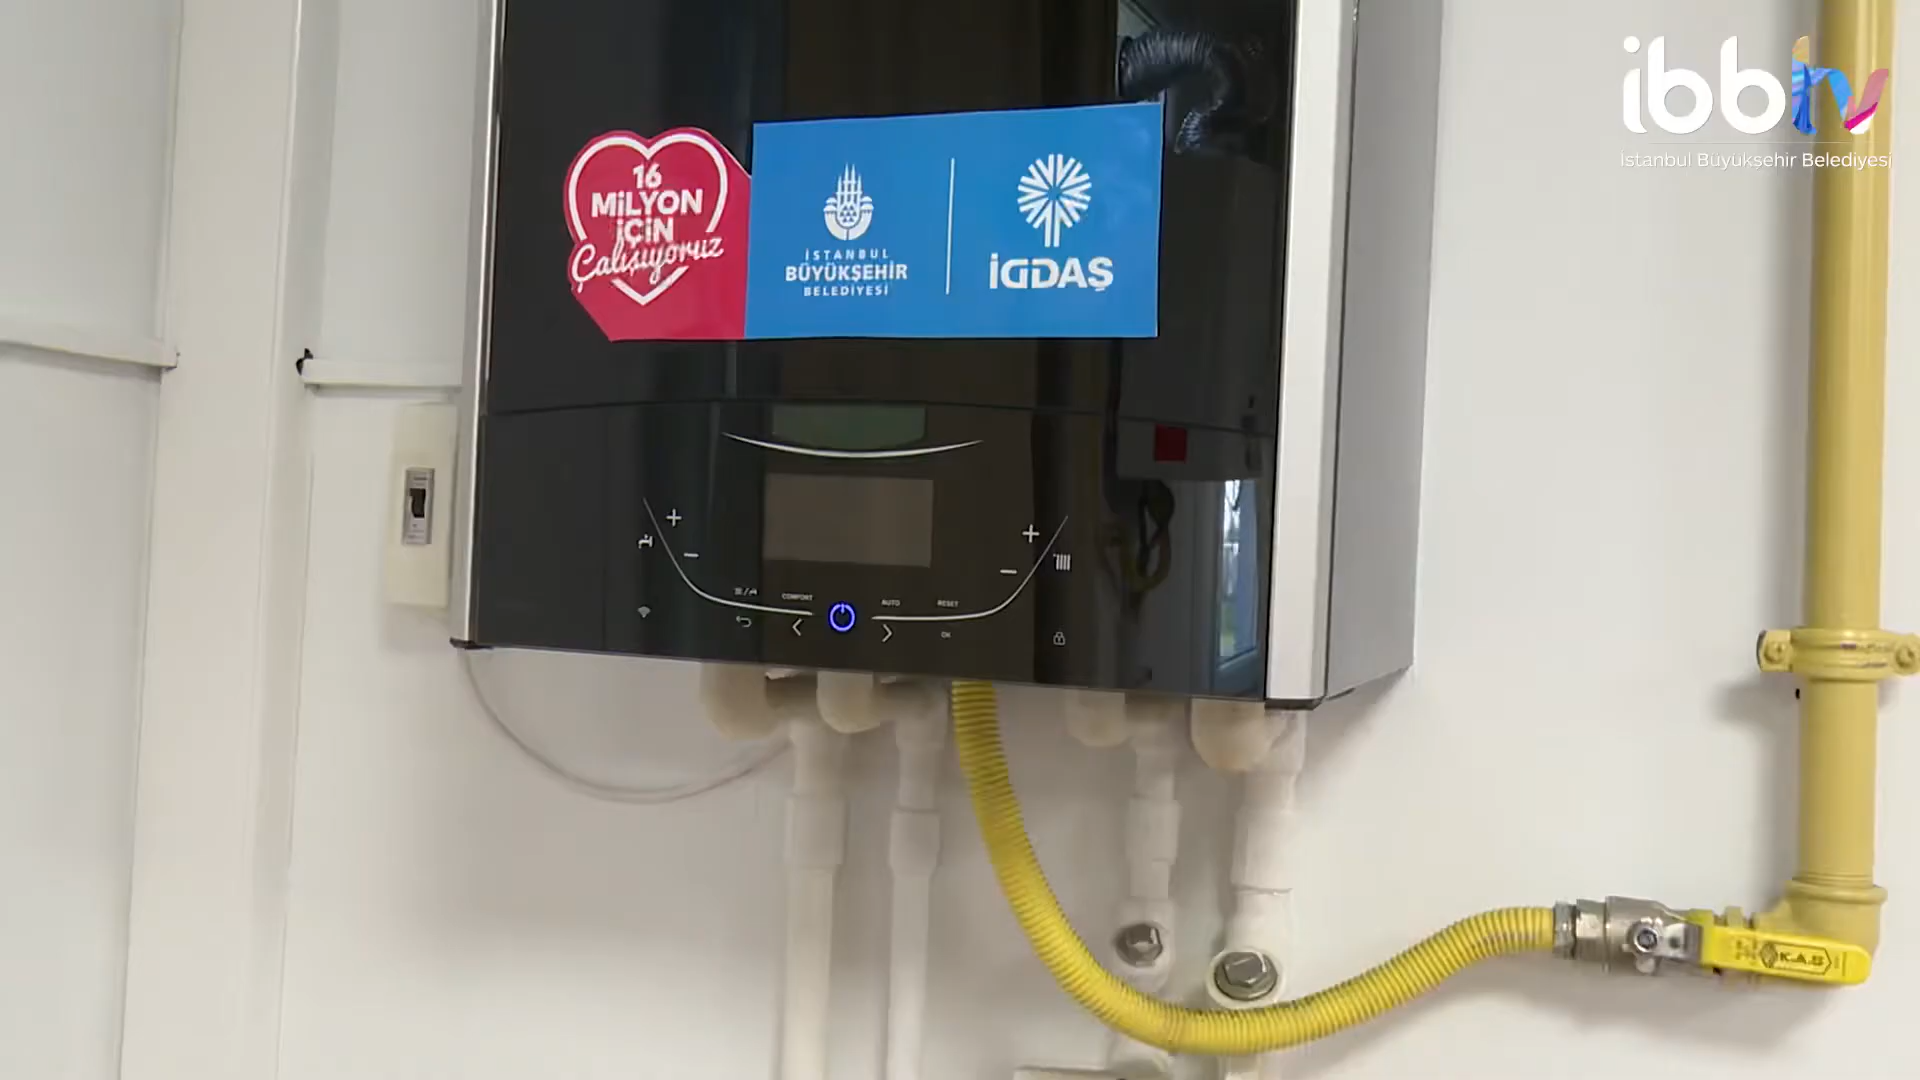 ibbtv
İstanbul Büyükşehir Belediyesi
16
MİLYON
İÇİN
Çalışıyoruz
İSTANBUL
BÜYÜKŞEHİR
BELEDİYESİ
İGDAŞ
COMFORT
AUTO
RESET
OK
K.A.S